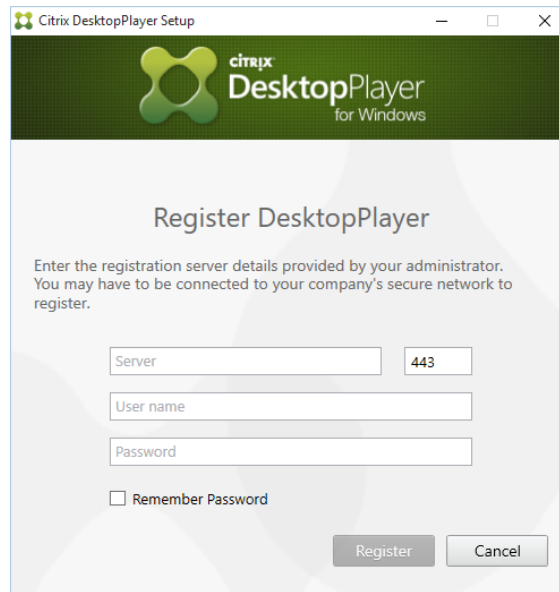 Citrix DesktopPlayer Setup
CITRIX
DesktopPlayer
for Windows
Register DesktopPlayer
Enter the registration server details provided by your administrator.
You may have to be connected to your company's secure network to
register.
Server 443
User name
Password
Remember Password
Register Cancel